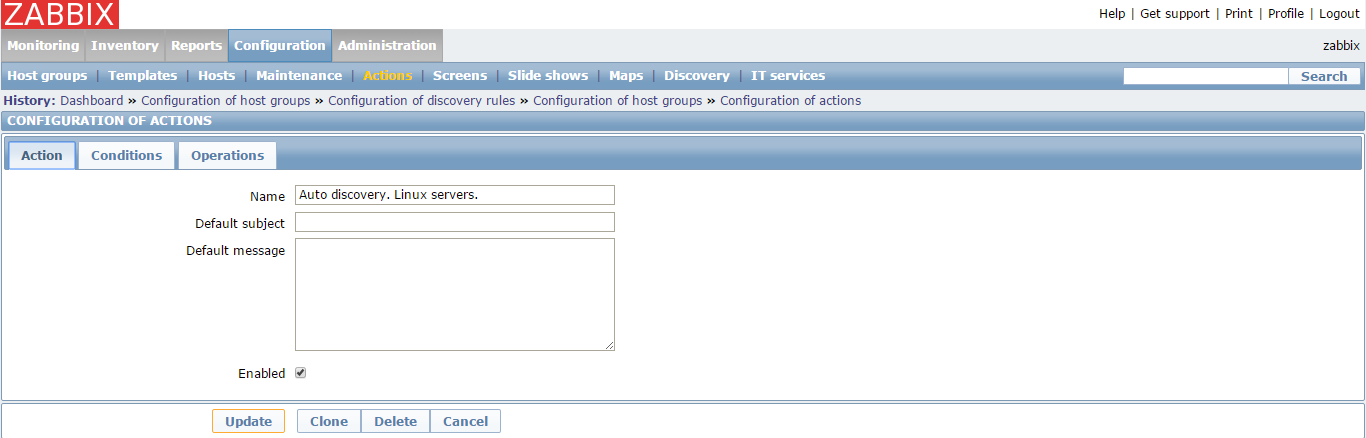 ZABBIX
Help | Get support | Print | Profile | Logout
Monitoring Inventory Reports Configuration Administration
zabbix
Host groups | Templates | Hosts | Maintenance | Actions | Screens | Slide shows | Maps | Discovery | IT services
Search
History: Dashboard » Configuration of host groups » Configuration of discovery rules » Configuration of host groups » Configuration of actions
CONFIGURATION OF ACTIONS
Action Conditions Operations
Name Auto discovery. Linux servers.
Default subject
Default message
Enabled
Update Clone Delete Cancel